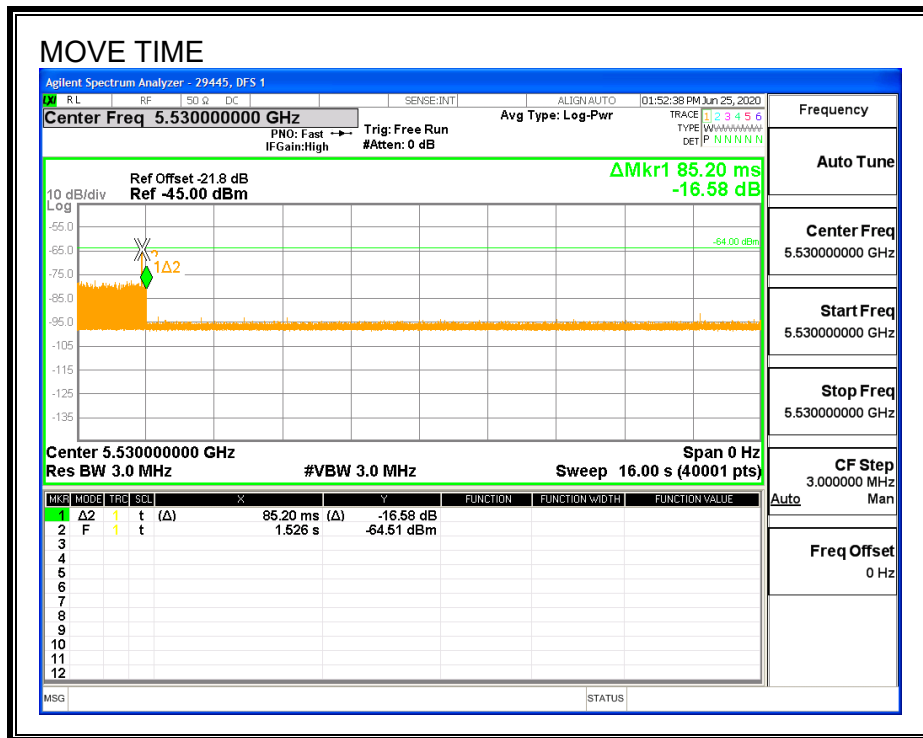 MOVE TIME
Agilent Spectrum Analyzer - 29445, DFS 1
LXI RL RF 50 Ω DC SENSE:INT ALIGN AUTO 01:52:38 PM Jun 25, 2020
Center Freq 5.530000000 GHz
PNO: Fast
IFGain:High
Trig: Free Run
#Atten: 0 dB
Avg Type: Log-Pwr
TRACE 1 2 3 4 5 6
TYPE WWWWWW
DET P N N N N N
ΔMkr1 85.20 ms
-16.58 dB
Ref Offset -21.8 dB
10 dB/div Ref -45.00 dBm
Log
-55.0
-65.0
-75.0
-85.0
-95.0
-105
-115
-125
-135
-64.00 dBm
2
1Δ2
Center 5.530000000 GHz Span 0 Hz
Res BW 3.0 MHz #VBW 3.0 MHz Sweep 16.00 s (40001 pts)
MKR MODE TRC SCL X Y FUNCTION FUNCTION WIDTH FUNCTION VALUE
1 Δ2 1 t (Δ) 85.20 ms (Δ) -16.58 dB
2 F 1 t 1.526 s -64.51 dBm
3
4
5
6
7
8
9
10
11
12
MSG STATUS
Frequency
Auto Tune
Center Freq
5.530000000 GHz
Start Freq
5.530000000 GHz
Stop Freq
5.530000000 GHz
CF Step
3.000000 MHz
Auto Man
Freq Offset
0 Hz